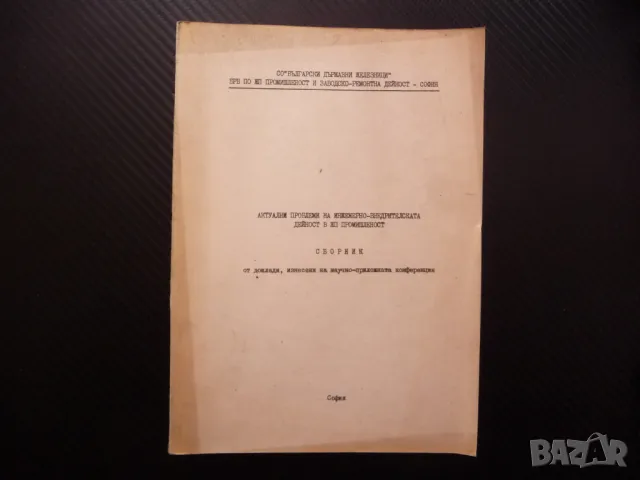 СО"БЪЛГАРСКИ ДЪРЖАВНИ ЖЕЛЕЗНИЦИ"
ПО ЖП ПРОМИШЛЕНОСТ И ЗАВОДСКО-РЕМОНТНА ДЕЙНОСТ - СОФИЯ
АКТУАЛНИ ПРОБЛЕМИ НА ИНЖЕНЕРНО-ВНЕДРИТЕЛСКАТА
ДЕЙНОСТ В ЖП ПРОМИШЛЕНОСТ
СБОРНИК
от доклади, изнесени на научно-приложната конференция
София
BAZAR